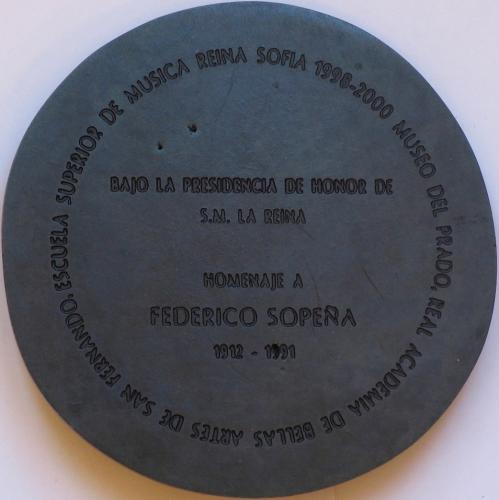 MUSEO DEL PRADO, REAL ACADEMIA DE BELLAS ARTES DE SAN FERNANDO, ESCUELA SUPERIOR DE MUSICA REINA SOFIA 1998-2000
BAJO LA PRESIDENCIA DE HONOR DE
S.M. LA REINA
HOMENAJE A
FEDERICO SOPEÑA
1912 - 1991